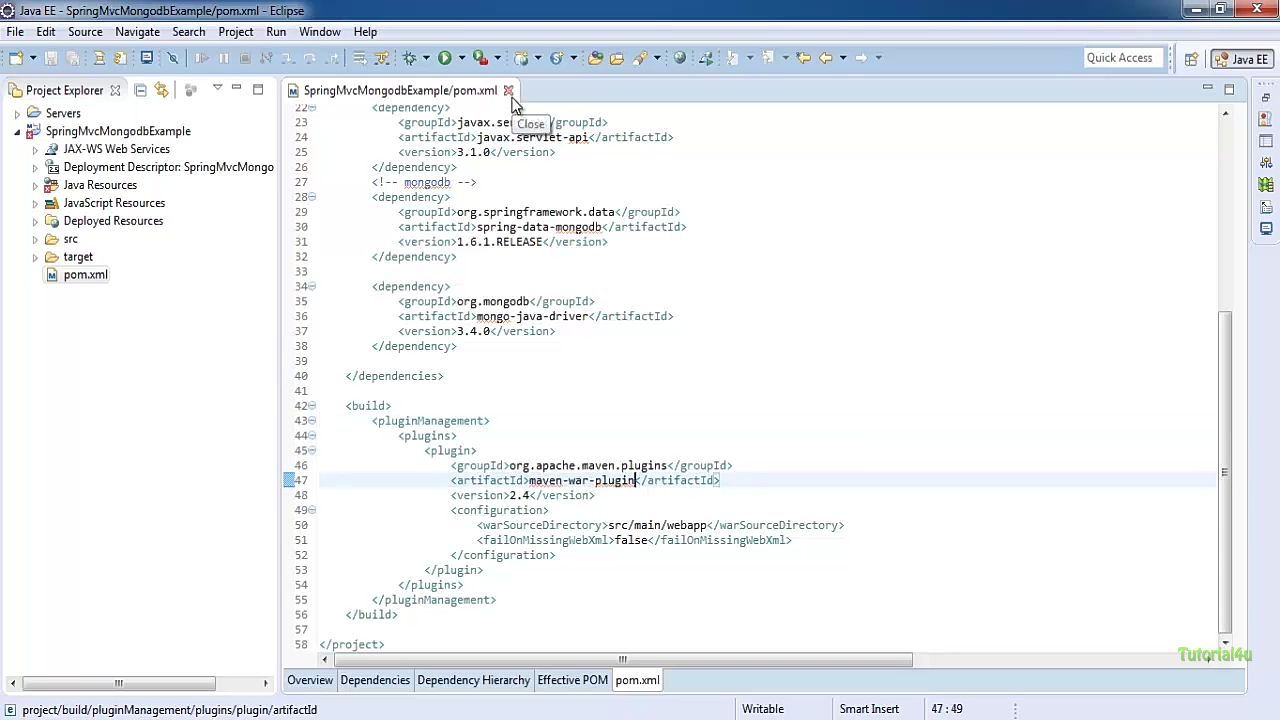 Java EE - SpringMvcMongodbExample/pom.xml - Eclipse
File Edit Source Navigate Search Project Run Window Help
Quick Access
Java EE
Project Explorer
Servers
SpringMvcMongodbExample
JAX-WS Web Services
Deployment Descriptor: SpringMvcMongo
Java Resources
JavaScript Resources
Deployed Resources
src
target
pom.xml
SpringMvcMongodbExample/pom.xml
Close
22 <dependency>
23 <groupId>javax.ser </groupId>
24 <artifactId>javax.servlet-api</artifactId>
25 <version>3.1.0</version>
26 </dependency>
27 <!-- mongodb -->
28 <dependency>
29 <groupId>org.springframework.data</groupId>
30 <artifactId>spring-data-mongodb</artifactId>
31 <version>1.6.1.RELEASE</version>
32 </dependency>
33
34 <dependency>
35 <groupId>org.mongodb</groupId>
36 <artifactId>mongo-java-driver</artifactId>
37 <version>3.4.0</version>
38 </dependency>
39
40 </dependencies>
41
42 <build>
43 <pluginManagement>
44 <plugins>
45 <plugin>
46 <groupId>org.apache.maven.plugins</groupId>
47 <artifactId>maven-war-plugin</artifactId>
48 <version>2.4</version>
49 <configuration>
50 <warSourceDirectory>src/main/webapp</warSourceDirectory>
51 <failOnMissingWebXml>false</failOnMissingWebXml>
52 </configuration>
53 </plugin>
54 </plugins>
55 </pluginManagement>
56 </build>
57
58 </project>
Tutorial4u
Overview Dependencies Dependency Hierarchy Effective POM pom.xml
project/build/pluginManagement/plugins/plugin/artifactId
Writable
Smart Insert
47 : 49